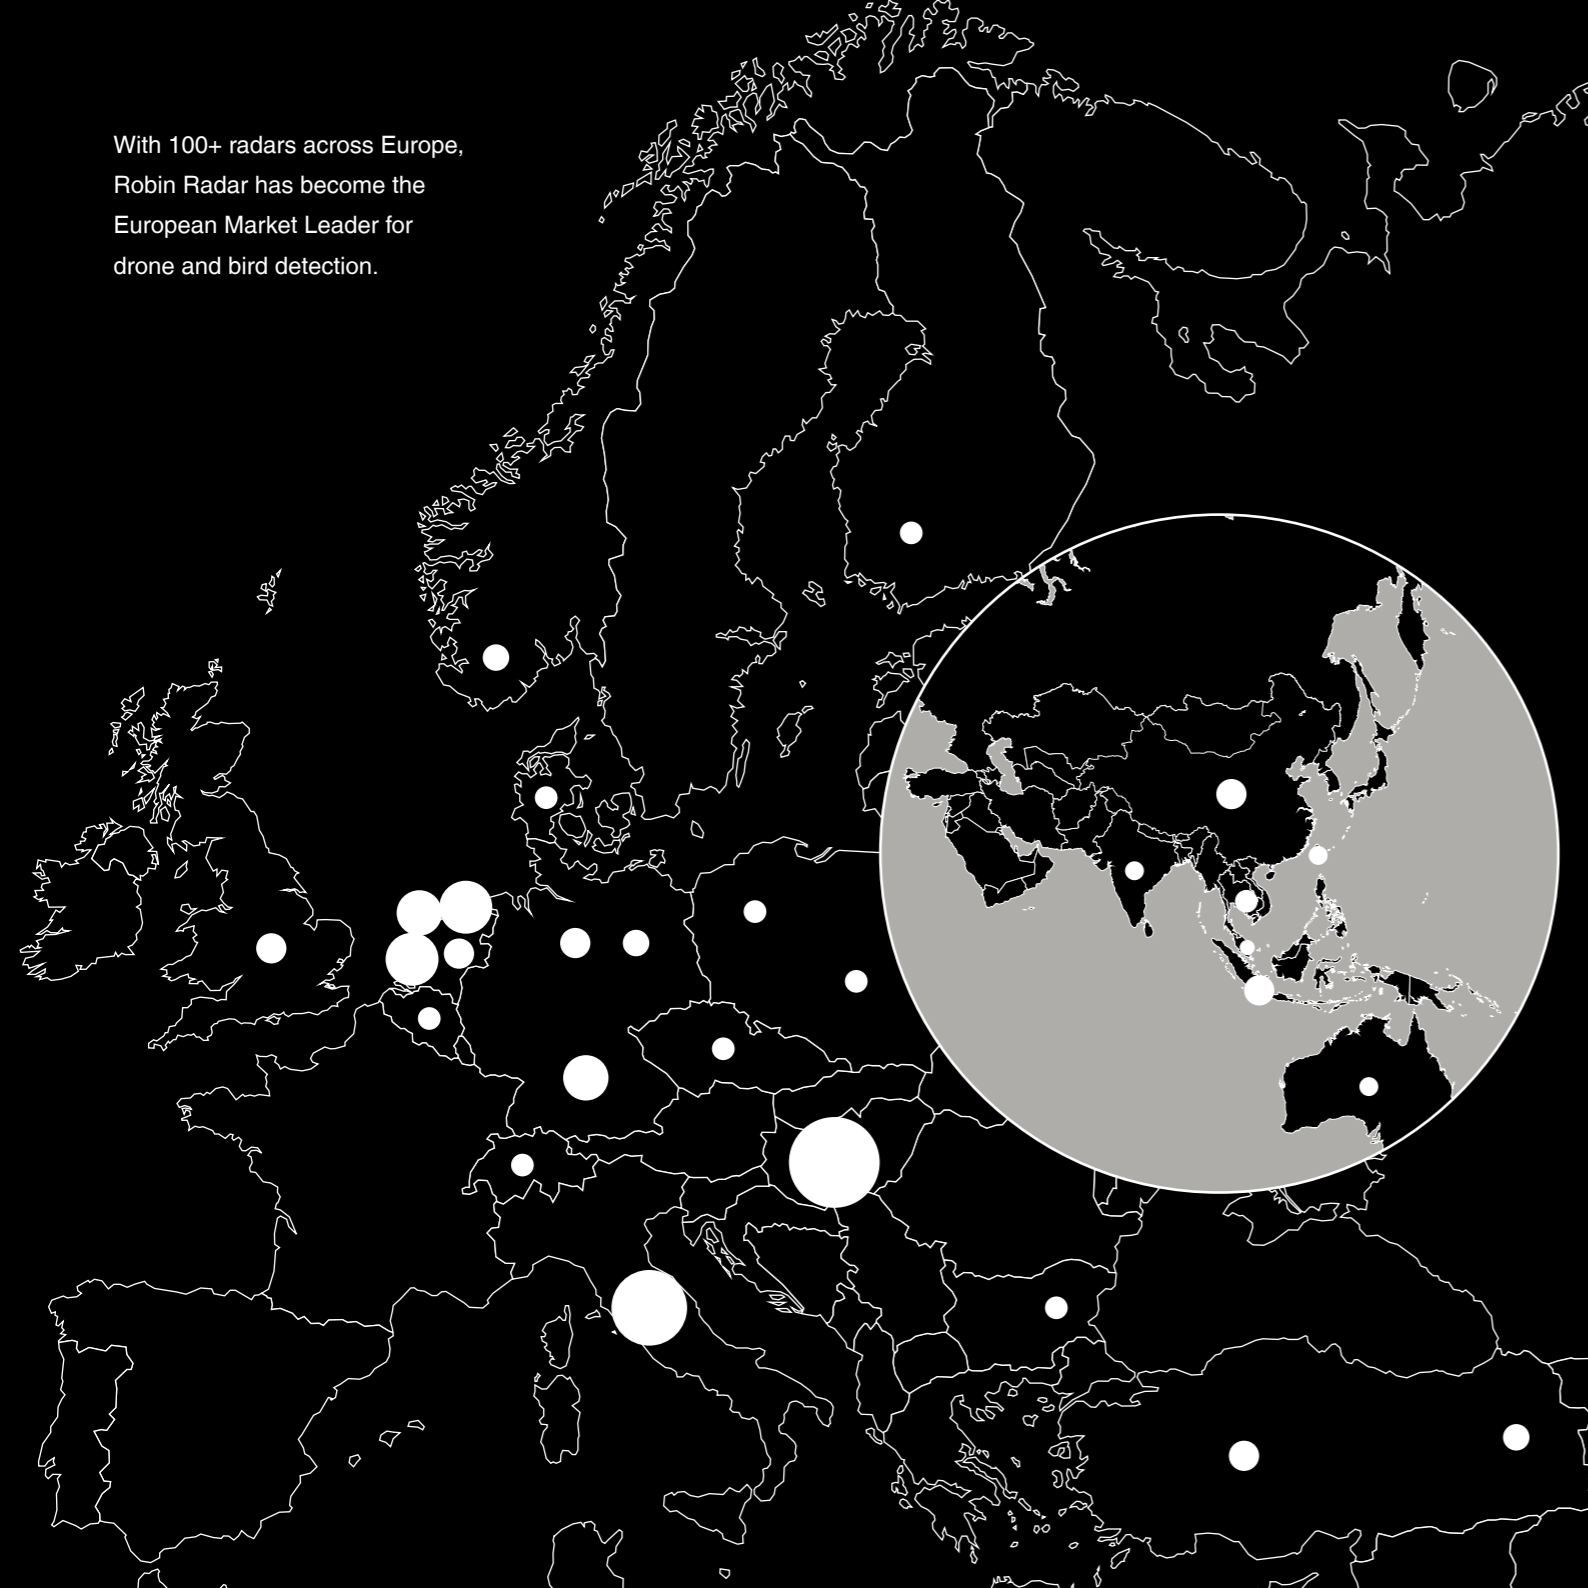 With 100+ radars across Europe,
Robin Radar has become the
European Market Leader for
drone and bird detection.